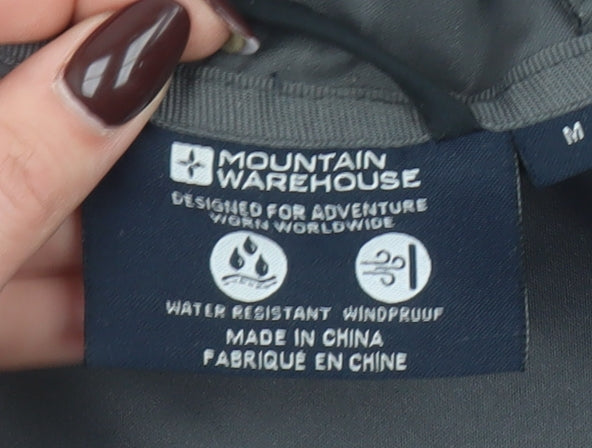 MOUNTAIN
WAREHOUSE
DESIGNED FOR ADVENTURE
WORN WORLDWIDE
WATER RESISTANT WINDPROOF
MADE IN CHINA
FABRIQUÉ EN CHINE
M